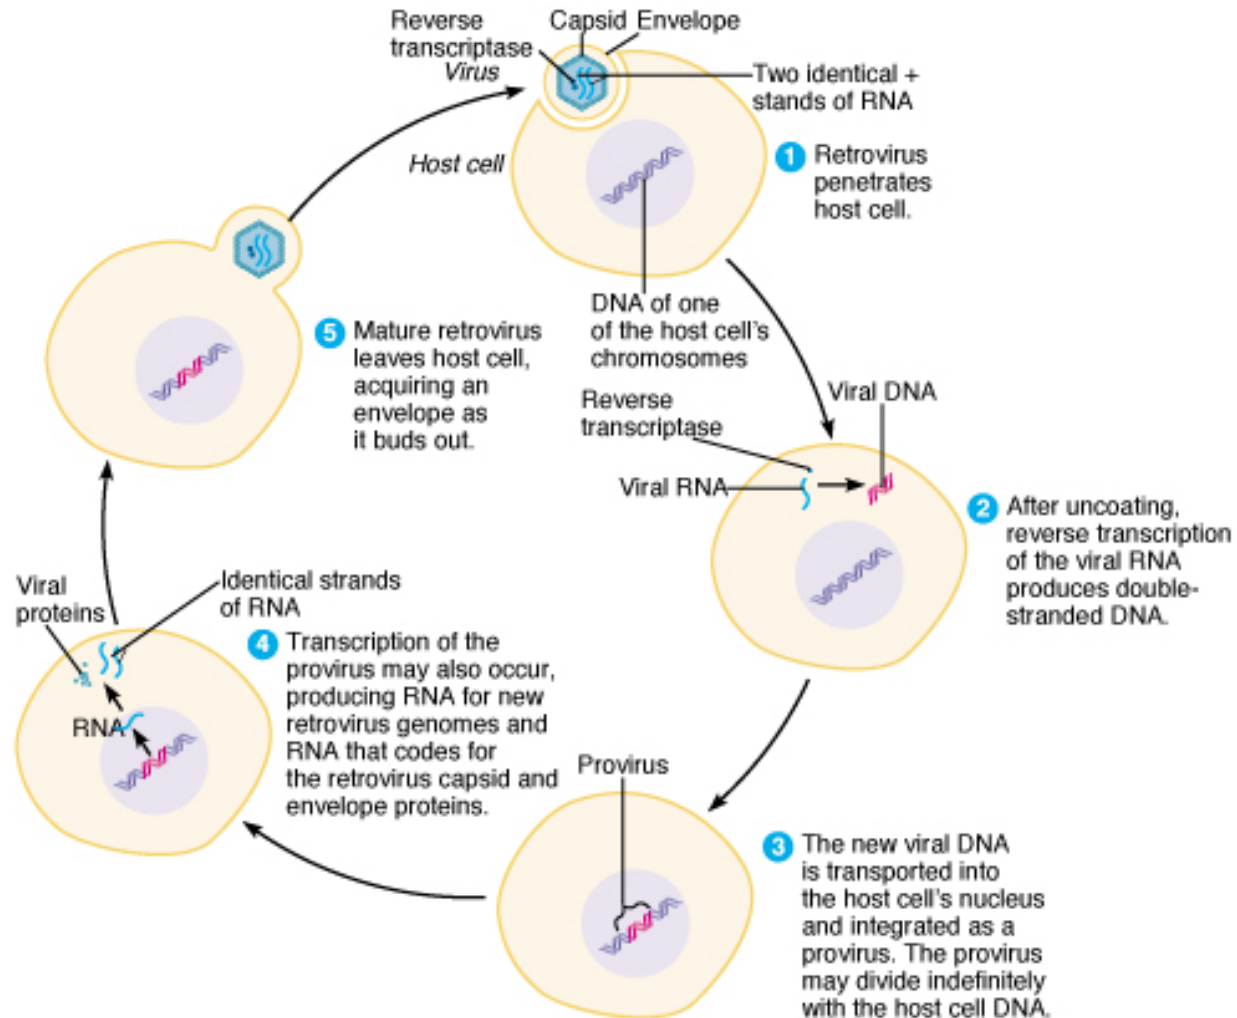 Reverse
transcriptase
Virus
Capsid
Envelope
Two identical +
stands of RNA
Host cell
1 Retrovirus
penetrates
host cell.
DNA of one
of the host cell's
chromosomes
Reverse
transcriptase
Viral DNA
Viral RNA
2 After uncoating,
reverse transcription
of the viral RNA
produces double-
stranded DNA.
Provirus
3 The new viral DNA
is transported into
the host cell's nucleus
and integrated as a
provirus. The provirus
may divide indefinitely
with the host cell DNA.
Viral
proteins
Identical strands
of RNA
RNA
4 Transcription of the
provirus may also occur,
producing RNA for new
retrovirus genomes and
RNA that codes for
the retrovirus capsid and
envelope proteins.
5 Mature retrovirus
leaves host cell,
acquiring an
envelope as
it buds out.